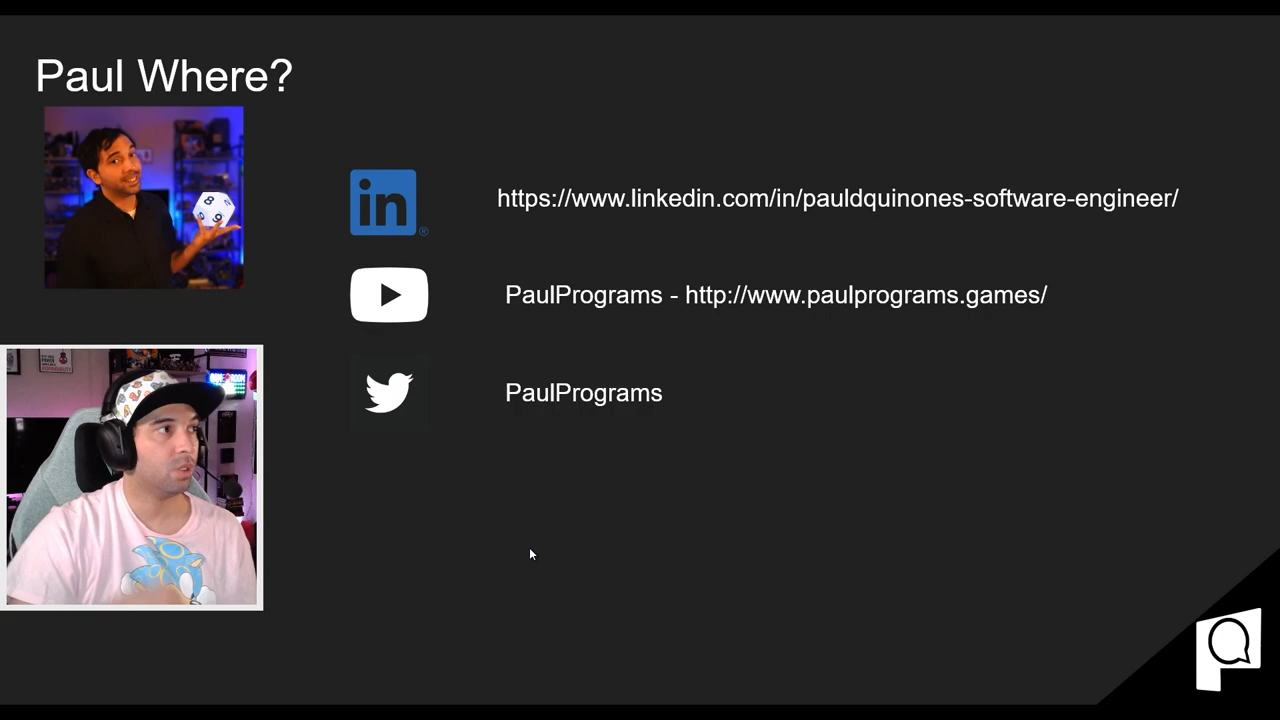 Paul Where?
https://www.linkedin.com/in/pauldquinones-software-engineer/
PaulPrograms - http://www.paulprograms.games/
PaulPrograms